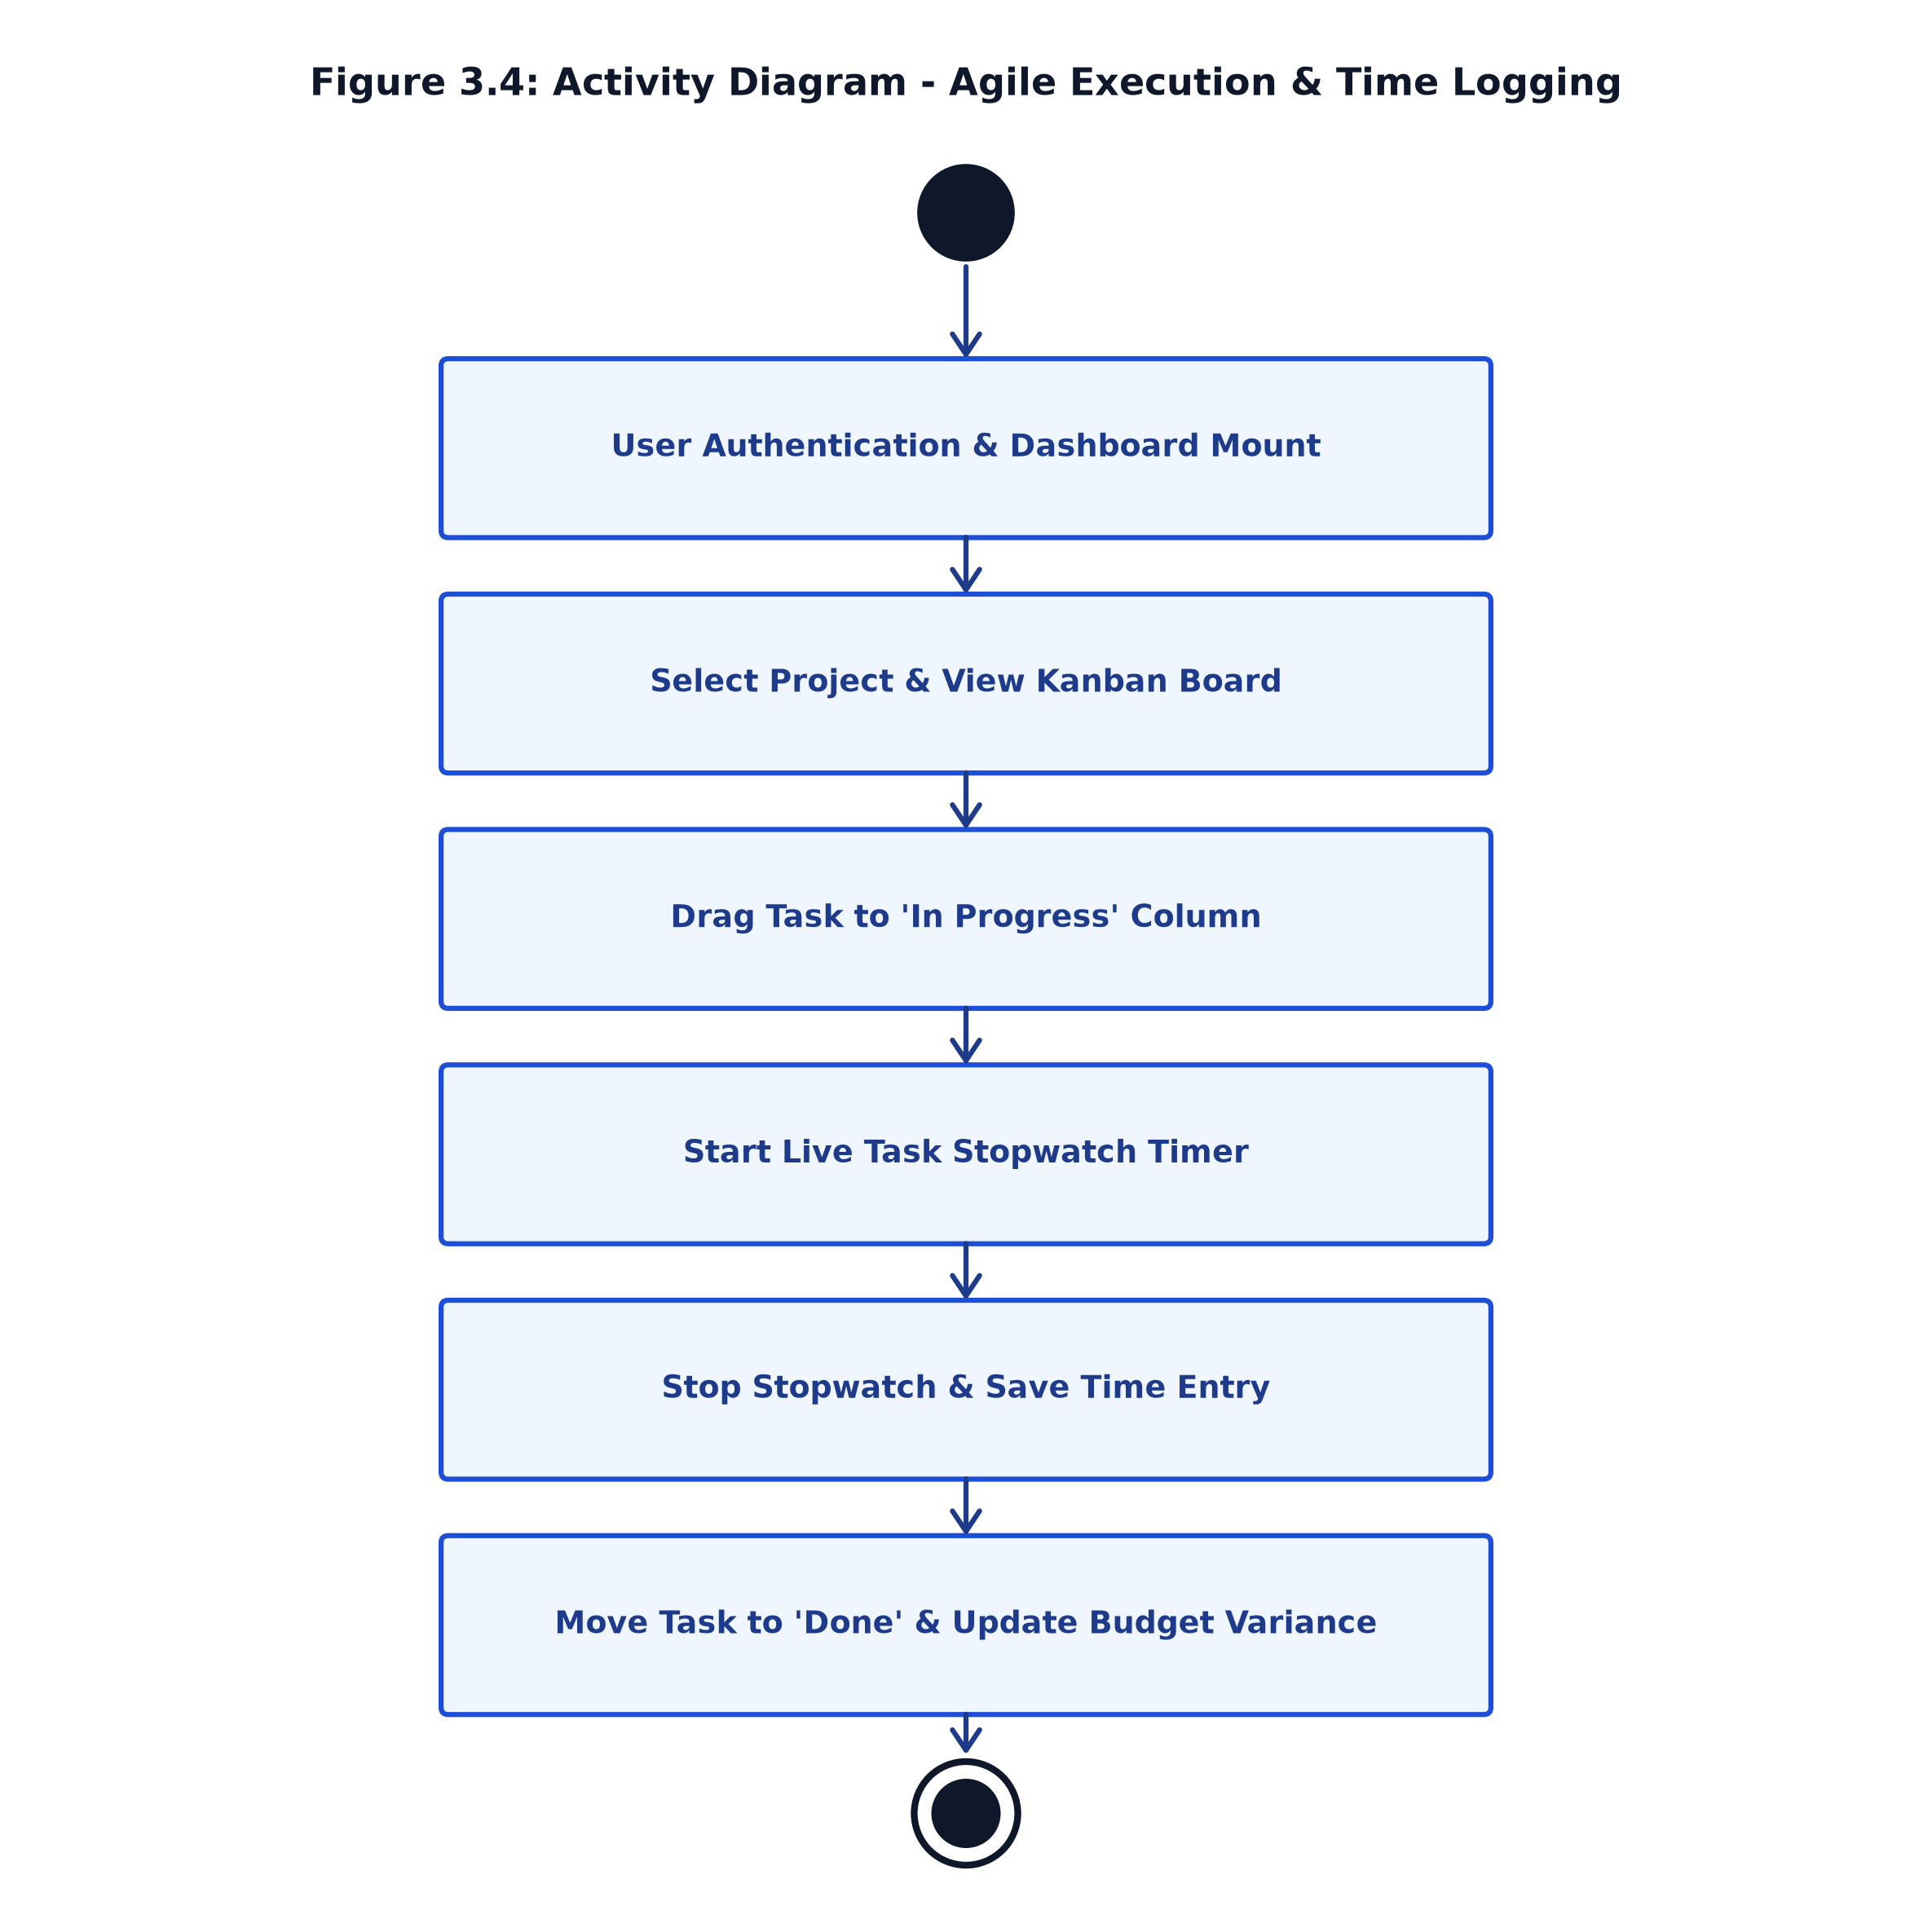 Figure 3.4: Activity Diagram - Agile Execution & Time Logging
User Authentication & Dashboard Mount
Select Project & View Kanban Board
Drag Task to 'In Progress' Column
Start Live Task Stopwatch Timer
Stop Stopwatch & Save Time Entry
Move Task to 'Done' & Update Budget Variance